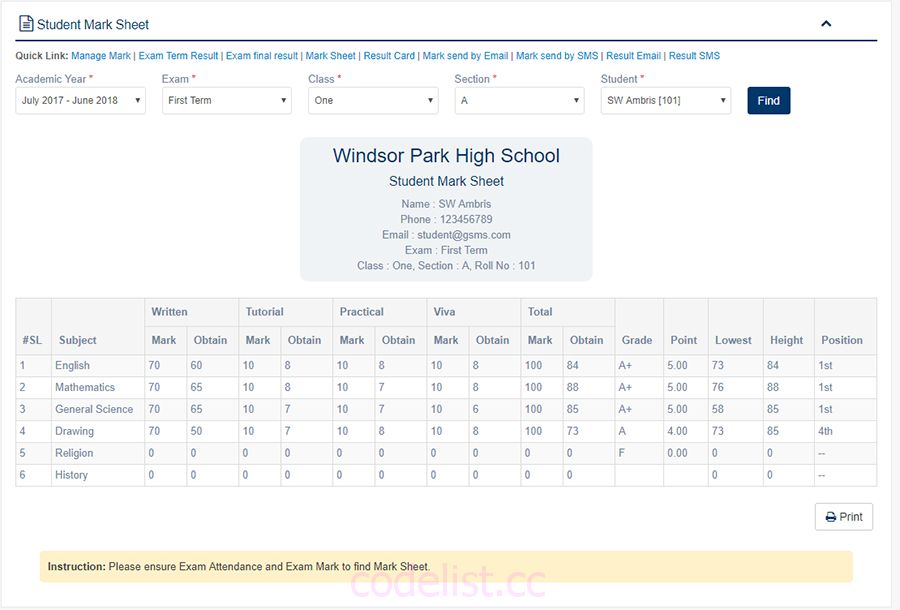 Student Mark Sheet
Quick Link: Manage Mark | Exam Term Result | Exam final result | Mark Sheet | Result Card | Mark send by Email | Mark send by SMS | Result Email | Result SMS
Academic Year * Exam * Class * Section * Student *
July 2017 - June 2018 First Term One A SW Ambris [101] Find
Windsor Park High School
Student Mark Sheet
Name : SW Ambris
Phone : 123456789
Email : student@gsms.com
Exam : First Term
Class : One, Section : A, Roll No : 101
Written Tutorial Practical Viva Total
#SL Subject Mark Obtain Mark Obtain Mark Obtain Mark Obtain Mark Obtain Grade Point Lowest Height Position
1 English 70 60 10 8 10 8 10 8 100 84 A+ 5.00 73 84 1st
2 Mathematics 70 65 10 8 10 7 10 8 100 88 A+ 5.00 76 88 1st
3 General Science 70 65 10 7 10 7 10 6 100 85 A+ 5.00 58 85 1st
4 Drawing 70 50 10 7 10 8 10 8 100 73 A 4.00 73 85 4th
5 Religion 0 0 0 0 0 0 0 0 0 0 F 0.00 0 0 --
6 History 0 0 0 0 0 0 0 0 0 0 0 0 --
Print
Instruction: Please ensure Exam Attendance and Exam Mark to find Mark Sheet.
codelist.cc